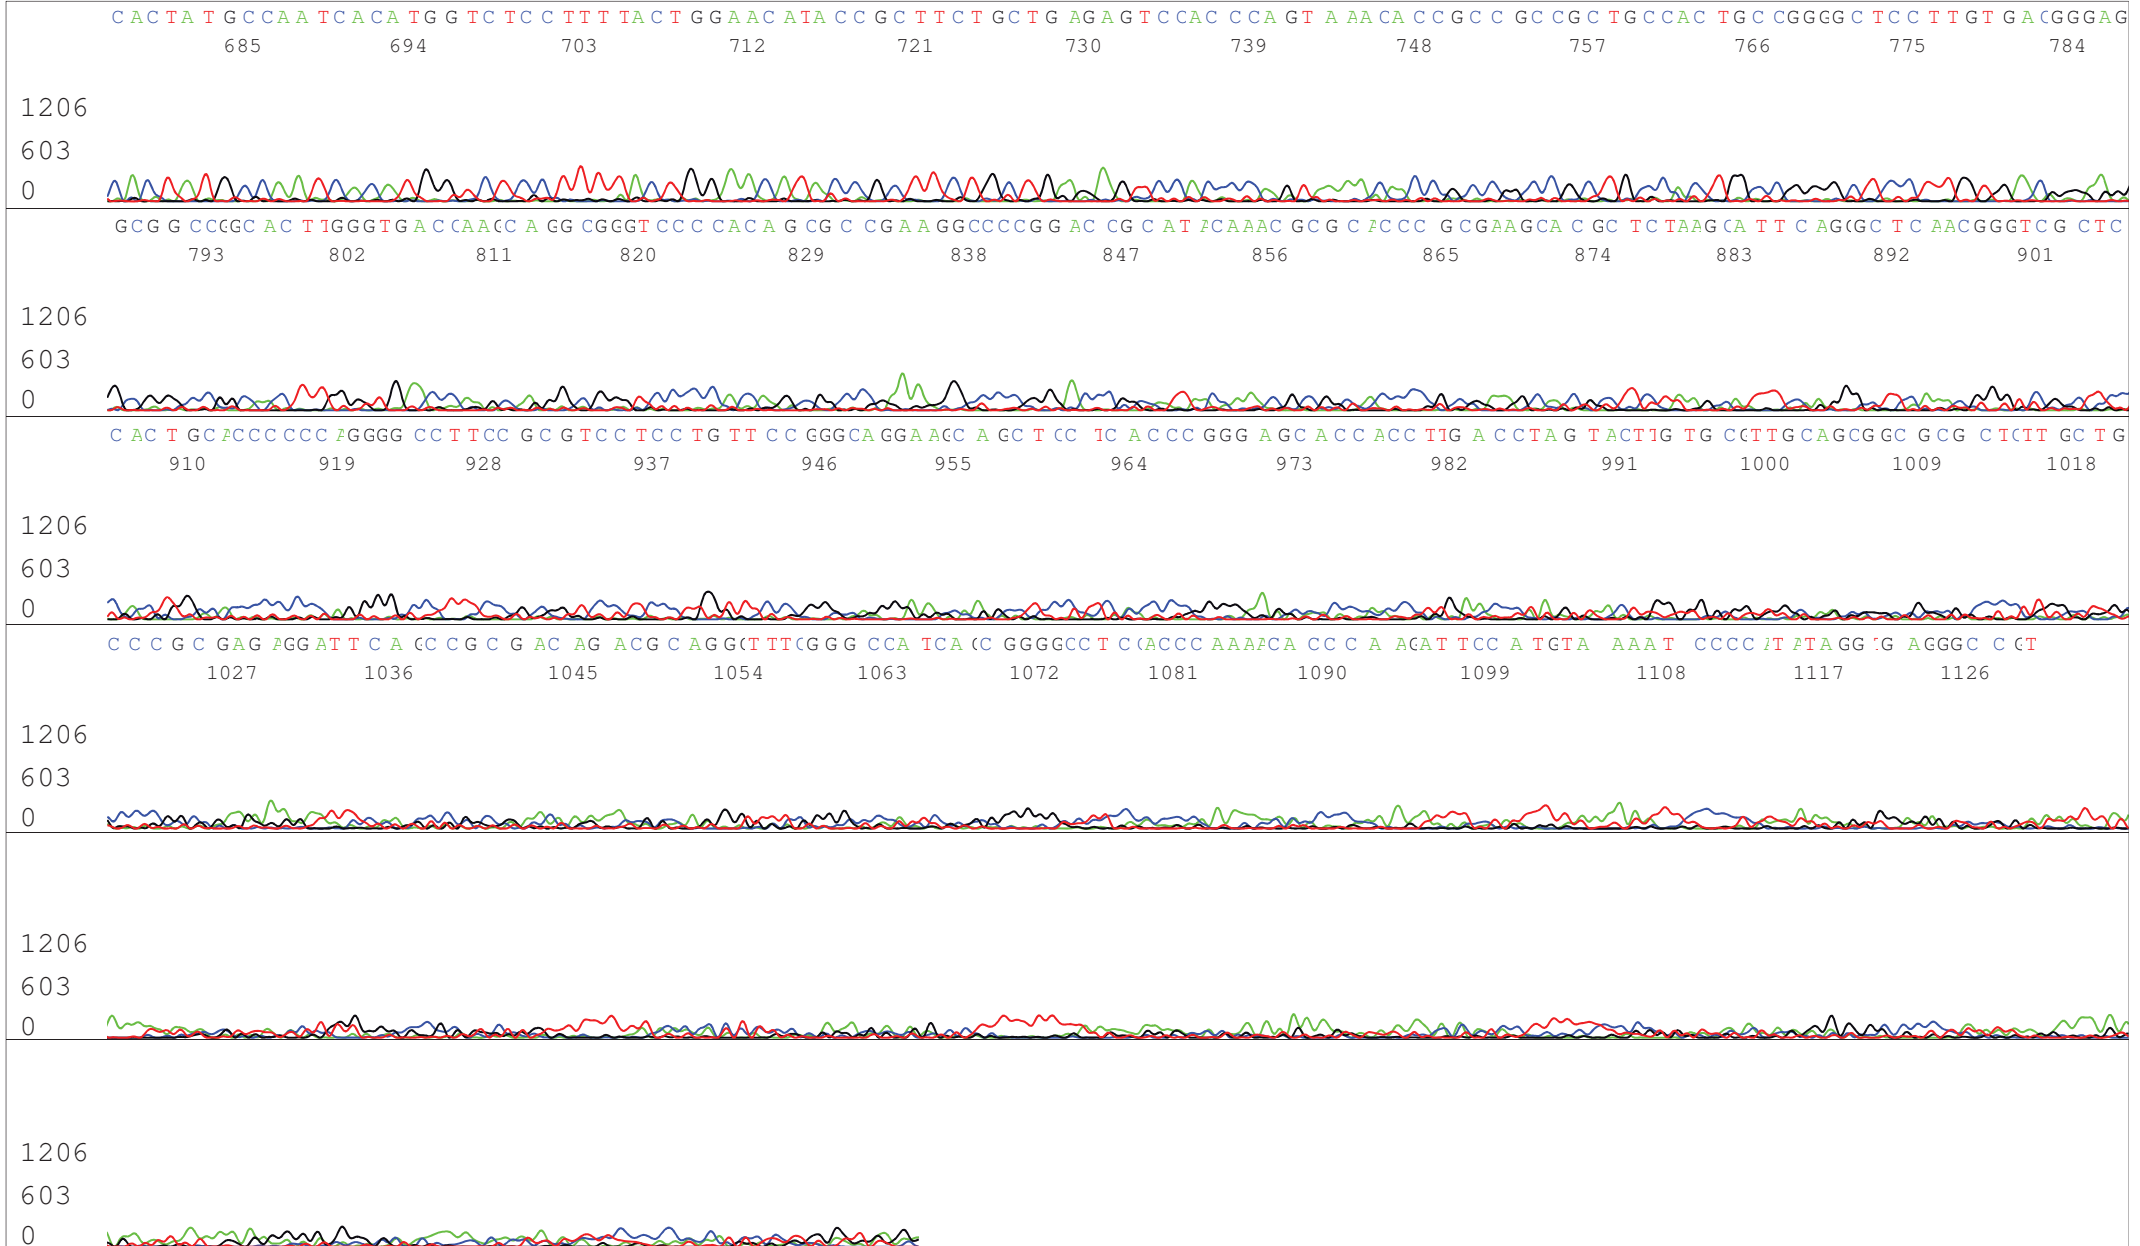 CACTATGCCAATCACATGGTCTCCTTTTACTGGAACATACCGCTTCTGCTGAGAGTCCACCCAGTAAACACCGCCGCCGCTGCCACTGCCGGGGCTCCTTGTGACGGGAG
685 694 703 712 721 730 739 748 757 766 775 784
1206
603
0
GCGGCCGGCACTTGGGTGACCAAGCAGGCGGGTCCCCCACAGCGCCGAAGGCCCCGGACCGCATACAAACGCGCACCCGCGAAGCACGCTCTAAGCATTCAGCGCTCAACGGGTCGCTC
793 802 811 820 829 838 847 856 865 874 883 892 901
1206
603
0
CACTGCACCCCCCAGGGGCCTTCCGCGTCCTCCTGTTCCGGGCAGGAAGCAGCTCCTCACCCGGGAGCACCACCTTGACCTAGTACTTGTGCGTTGCAGCGGCGCGCTCTTGCTG
910 919 928 937 946 955 964 973 982 991 1000 1009 1018
1206
603
0
CCCGCGAGAGGATTCAGCCGCGACAGACGCAGGCTTTCGGGCCATCACCGGGGCCTCCACCCAAAACACCCAAGATTCCATGTAAAATCCCCATATAGGTGAGGGCCGT
1027 1036 1045 1054 1063 1072 1081 1090 1099 1108 1117 1126
1206
603
0
1206
603
0
1206
603
0